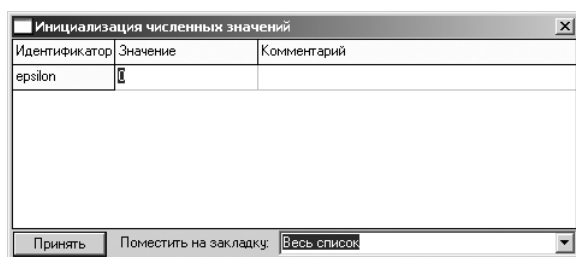 Инициализация численных значений
Идентификатор Значение Комментарий
epsilon 0
Принять Поместить на закладку: Весь список